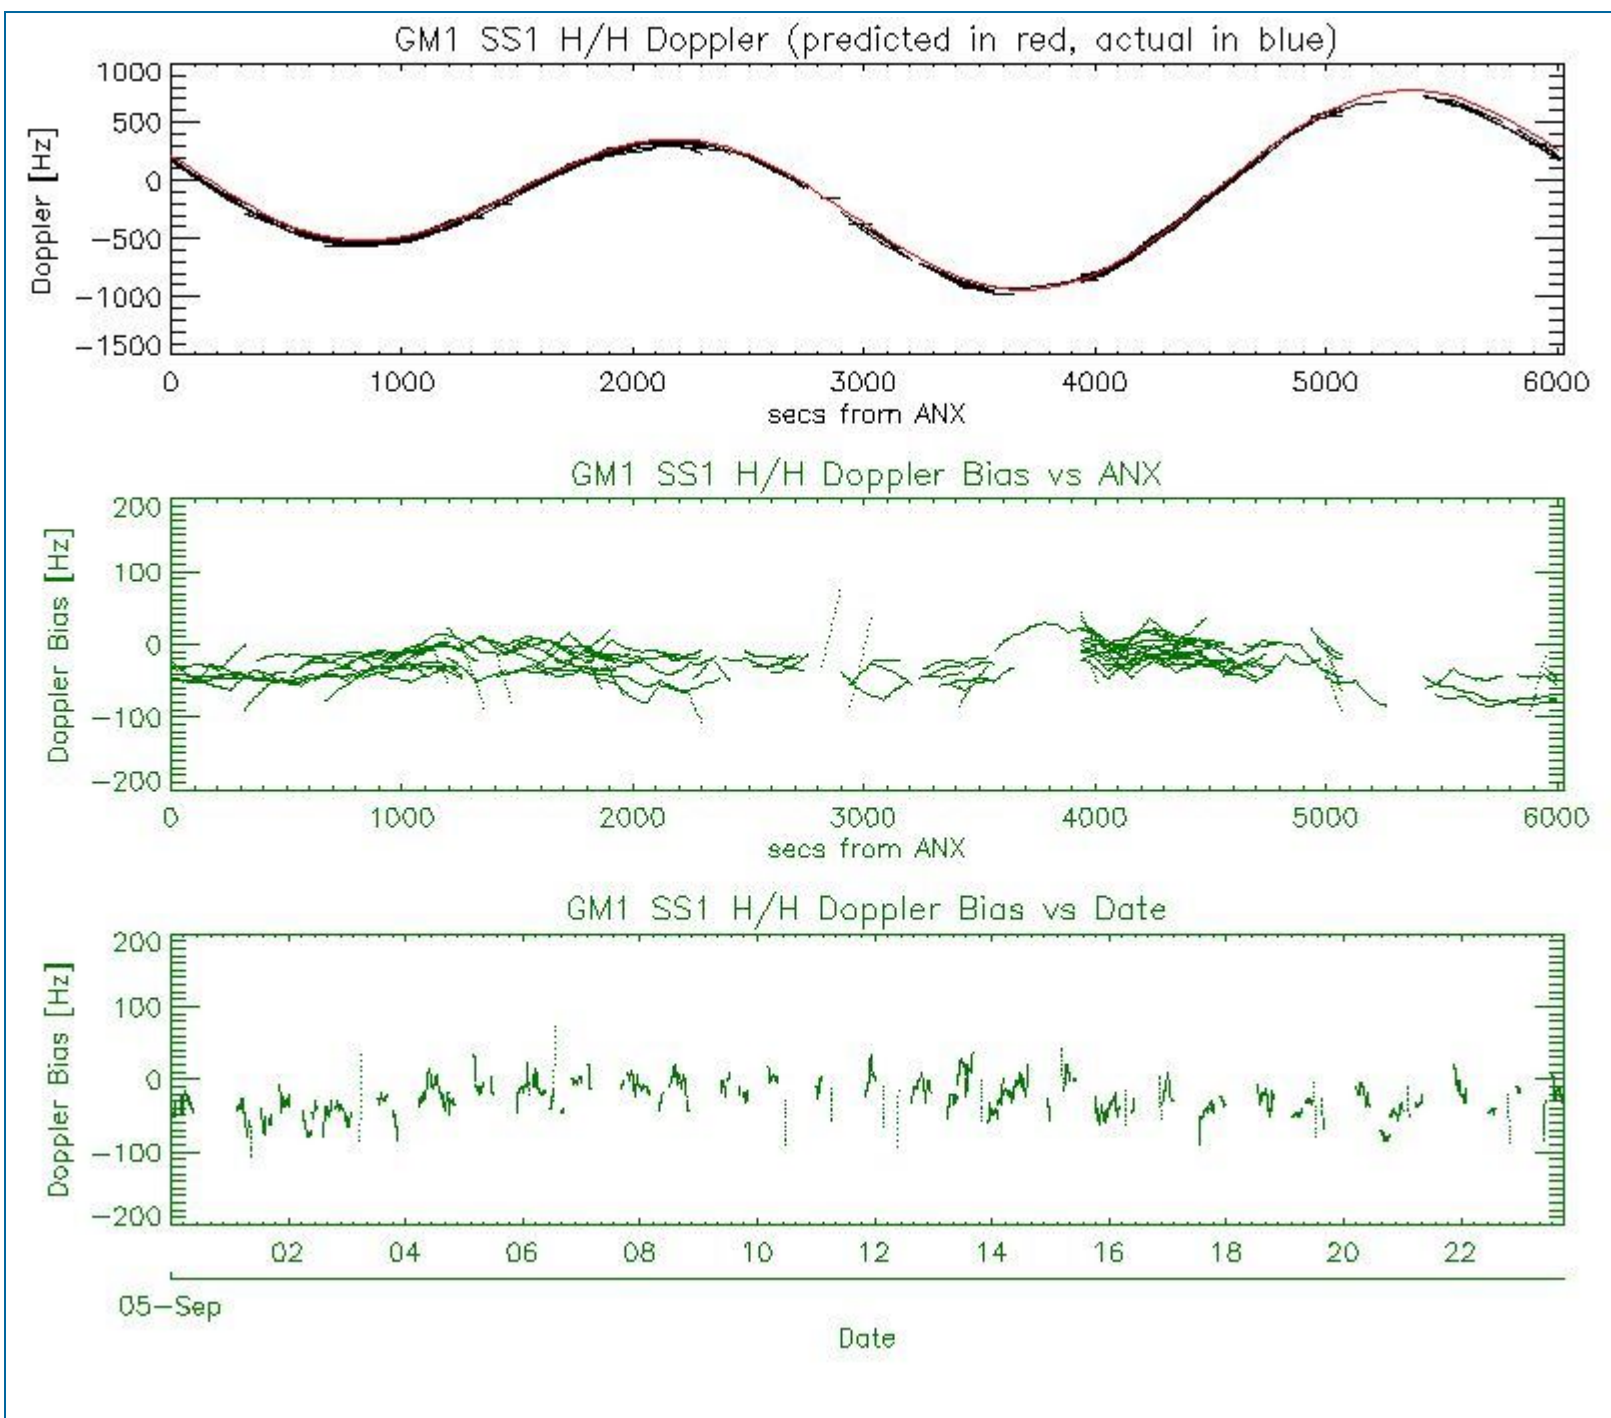 GM1 SS1 H/H Doppler (predicted in red, actual in blue)
Doppler [Hz]
1000
500
0
-500
-1000
-1500
0 1000 2000 3000 4000 5000 6000
secs from ANX
GM1 SS1 H/H Doppler Bias vs ANX
Doppler Bias [Hz]
200
100
0
-100
-200
0 1000 2000 3000 4000 5000 6000
secs from ANX
GM1 SS1 H/H Doppler Bias vs Date
Doppler Bias [Hz]
200
100
0
-100
-200
02 04 06 08 10 12 14 16 18 20 22
05-Sep
Date